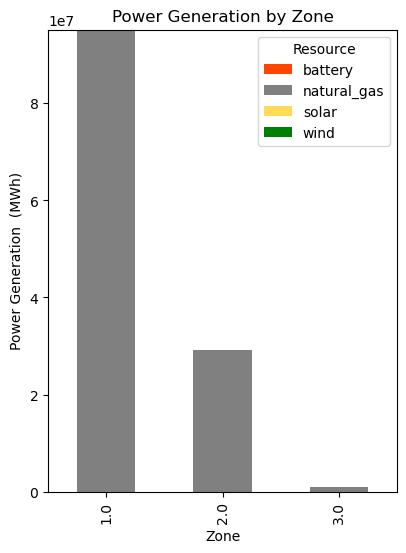 Power Generation by Zone
1e7
Resource
battery
natural_gas
solar
wind
8
6
4
2
0
Power Generation  (MWh)
1.0
2.0
3.0
Zone